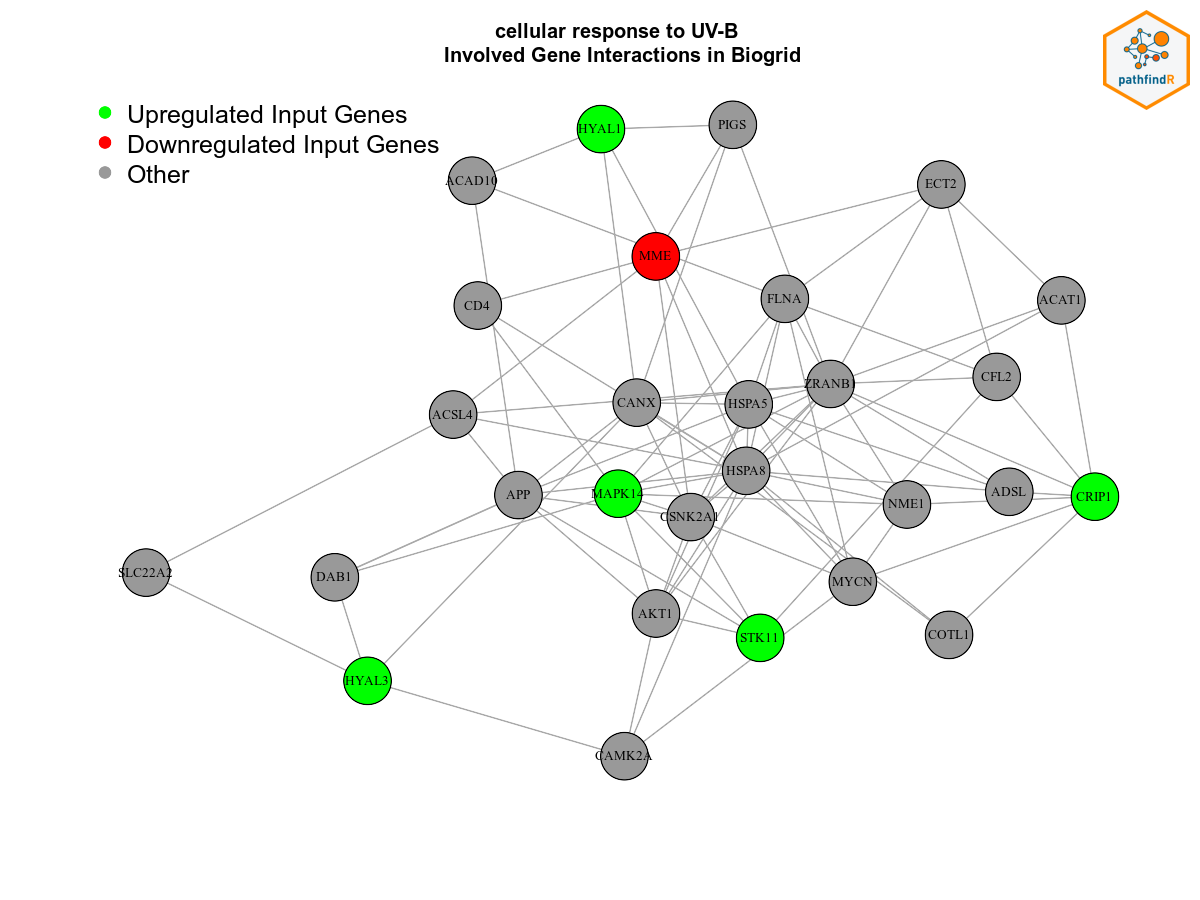 cellular response to UV-B
Involved Gene Interactions in Biogrid
pathfindR
Upregulated Input Genes
Downregulated Input Genes
Other
HYAL1
PIGS
ACAD10
ECT2
MME
CD4
FLNA
ACAT1
CFL2
ZRANB1
CANX
HSPA5
ACSL4
HSPA8
APP
MAPK14
ADSL
CRIP1
NME1
CSNK2A1
SLC22A2
DAB1
MYCN
AKT1
STK11
COTL1
HYAL3
CAMK2A